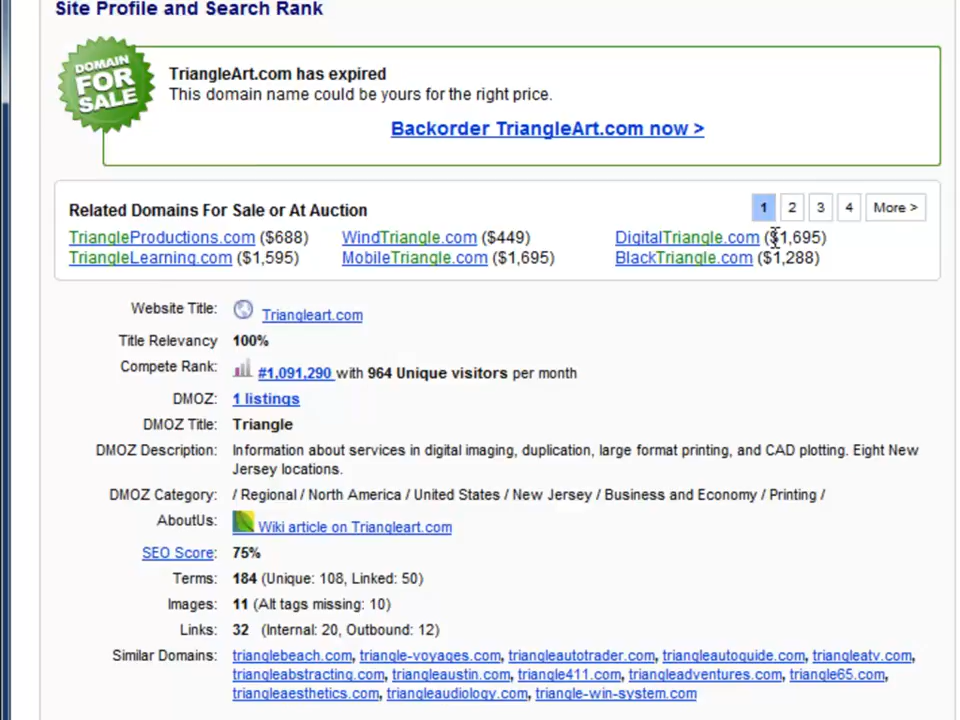 Site Profile and Search Rank
DOMAIN
FOR
SALE
TriangleArt.com has expired
This domain name could be yours for the right price.
Backorder TriangleArt.com now >
Related Domains For Sale or At Auction
1 2 3 4 More >
TriangleProductions.com ($688) WindTriangle.com ($449) DigitalTriangle.com ($1,695)
TriangleLearning.com ($1,595) MobileTriangle.com ($1,695) BlackTriangle.com ($1,288)
Website Title: Triangleart.com
Title Relevancy 100%
Compete Rank: #1,091,290 with 964 Unique visitors per month
DMOZ: 1 listings
DMOZ Title: Triangle
DMOZ Description: Information about services in digital imaging, duplication, large format printing, and CAD plotting. Eight New
Jersey locations.
DMOZ Category: / Regional / North America / United States / New Jersey / Business and Economy / Printing /
AboutUs: Wiki article on Triangleart.com
SEO Score: 75%
Terms: 184 (Unique: 108, Linked: 50)
Images: 11 (Alt tags missing: 10)
Links: 32 (Internal: 20, Outbound: 12)
Similar Domains: trianglebeach.com, triangle-voyages.com, triangleautotrader.com, triangleautoguide.com, triangleatv.com,
triangleabstracting.com, triangleaustin.com, triangle411.com, triangleadventures.com, triangle65.com,
triangleaesthetics.com, triangleaudiology.com, triangle-win-system.com